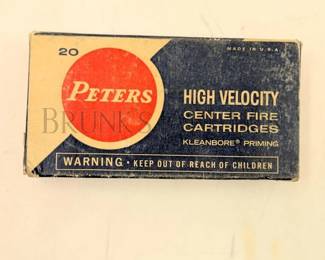 20
MADE IN U.S.A.
PETERS
BRUNK'S
HIGH VELOCITY
CENTER FIRE
CARTRIDGES
KLEANBORE® PRIMING
WARNING • KEEP OUT OF REACH OF CHILDREN